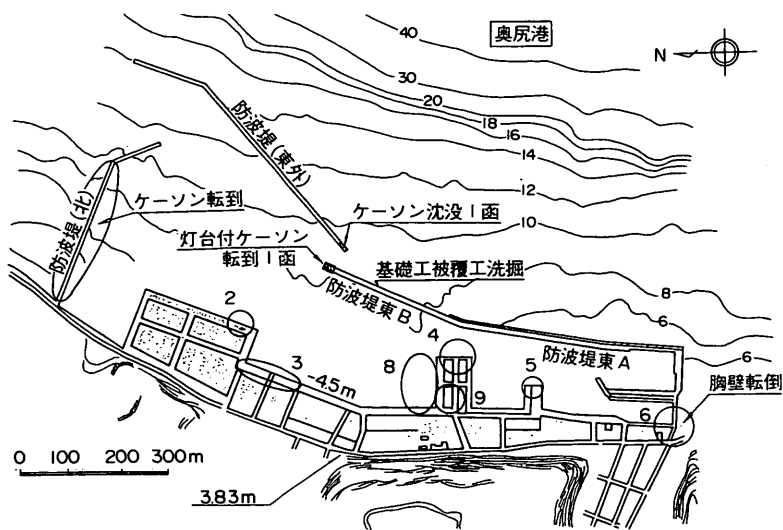 奥尻港
N
40
30
20
18
16
14
12
10
8
6
6
防波堤(東外)
防波堤(北)
ケーソン転到
ケーソン沈没1函
灯台付ケーソン
転到1函
基礎工被覆工洗掘
防波堤東B
防波堤東A
2
3
-4.5m
8
4
9
5
6
胸壁転倒
0 100 200 300m
3.83m